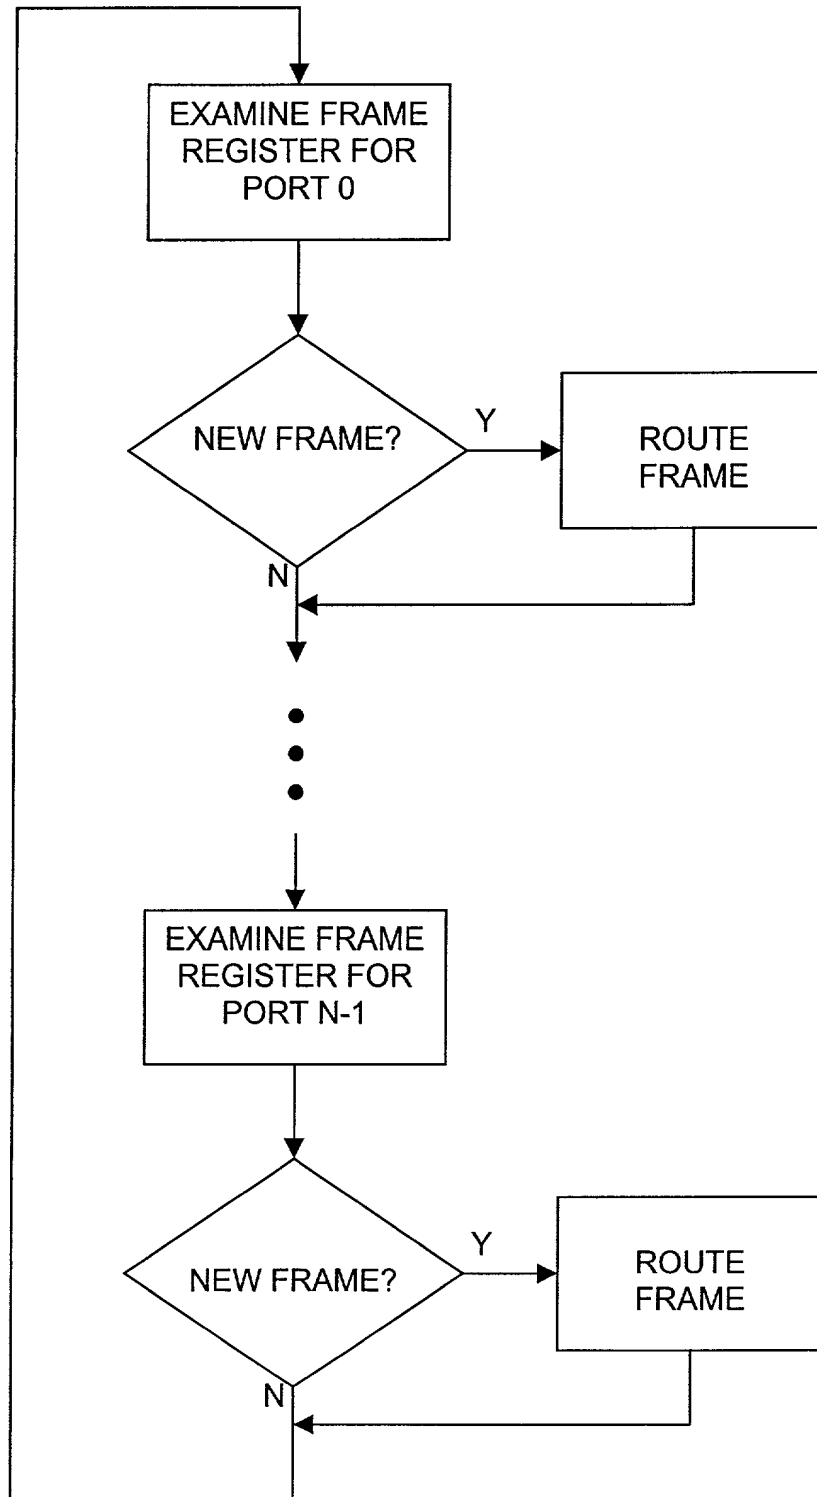 EXAMINE FRAME
REGISTER FOR
PORT 0
NEW FRAME?
Y
ROUTE
FRAME
N
EXAMINE FRAME
REGISTER FOR
PORT N-1
NEW FRAME?
Y
ROUTE
FRAME
N